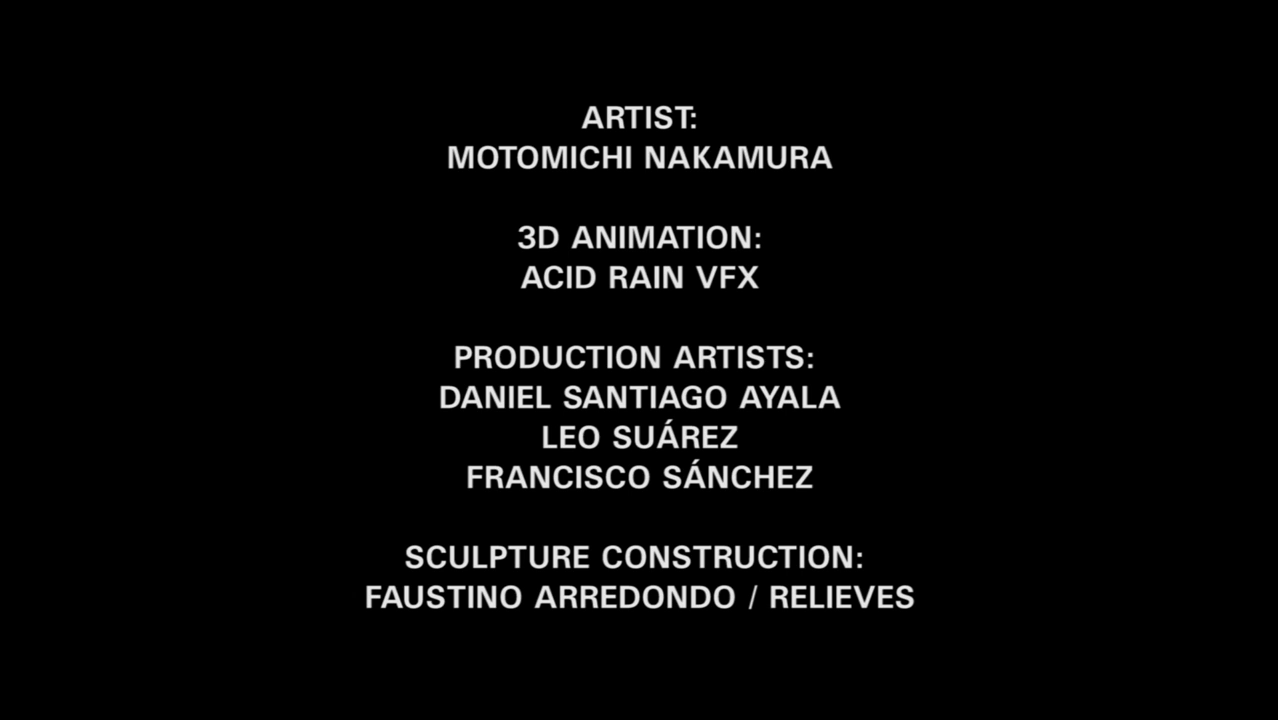 ARTIST:
MOTOMICHI NAKAMURA
3D ANIMATION:
ACID RAIN VFX
PRODUCTION ARTISTS:
DANIEL SANTIAGO AYALA
LEO SUÁREZ
FRANCISCO SÁNCHEZ
SCULPTURE CONSTRUCTION:
FAUSTINO ARREDONDO / RELIEVES